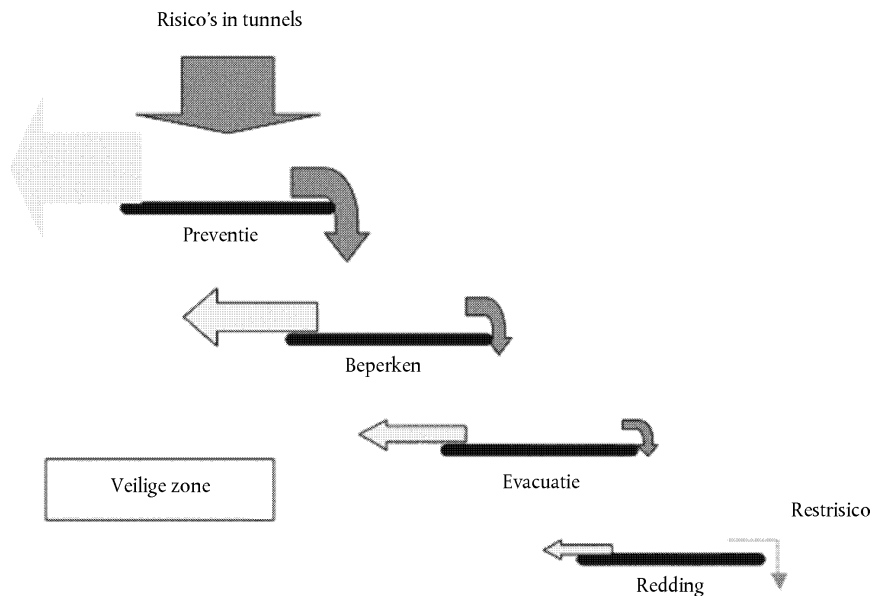 Risico's in tunnels
Preventie
Beperken
Evacuatie
Veilige zone
Restrisico
Redding